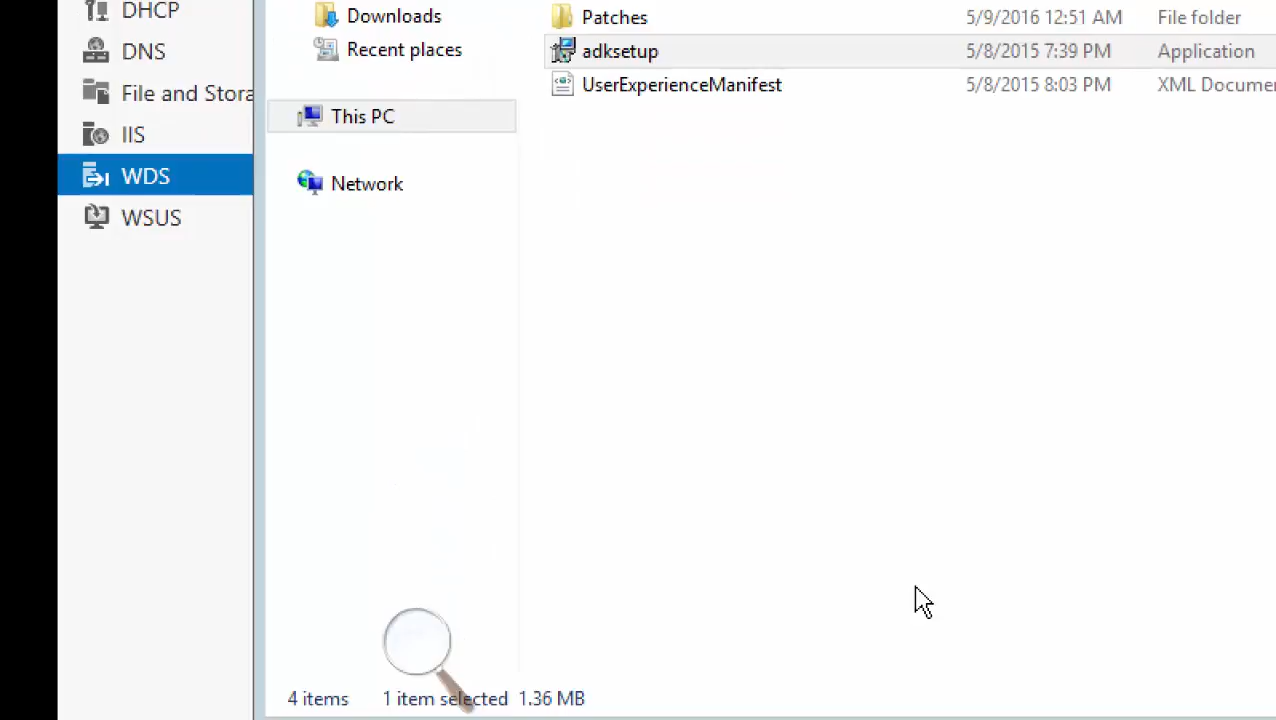 DHCP
DNS
File and Stora
IIS
WDS
WSUS
Downloads
Recent places
This PC
Network
Patches 5/9/2016 12:51 AM File folder
adksetup 5/8/2015 7:39 PM Application
UserExperienceManifest 5/8/2015 8:03 PM XML Docume
4 items 1 item selected 1.36 MB